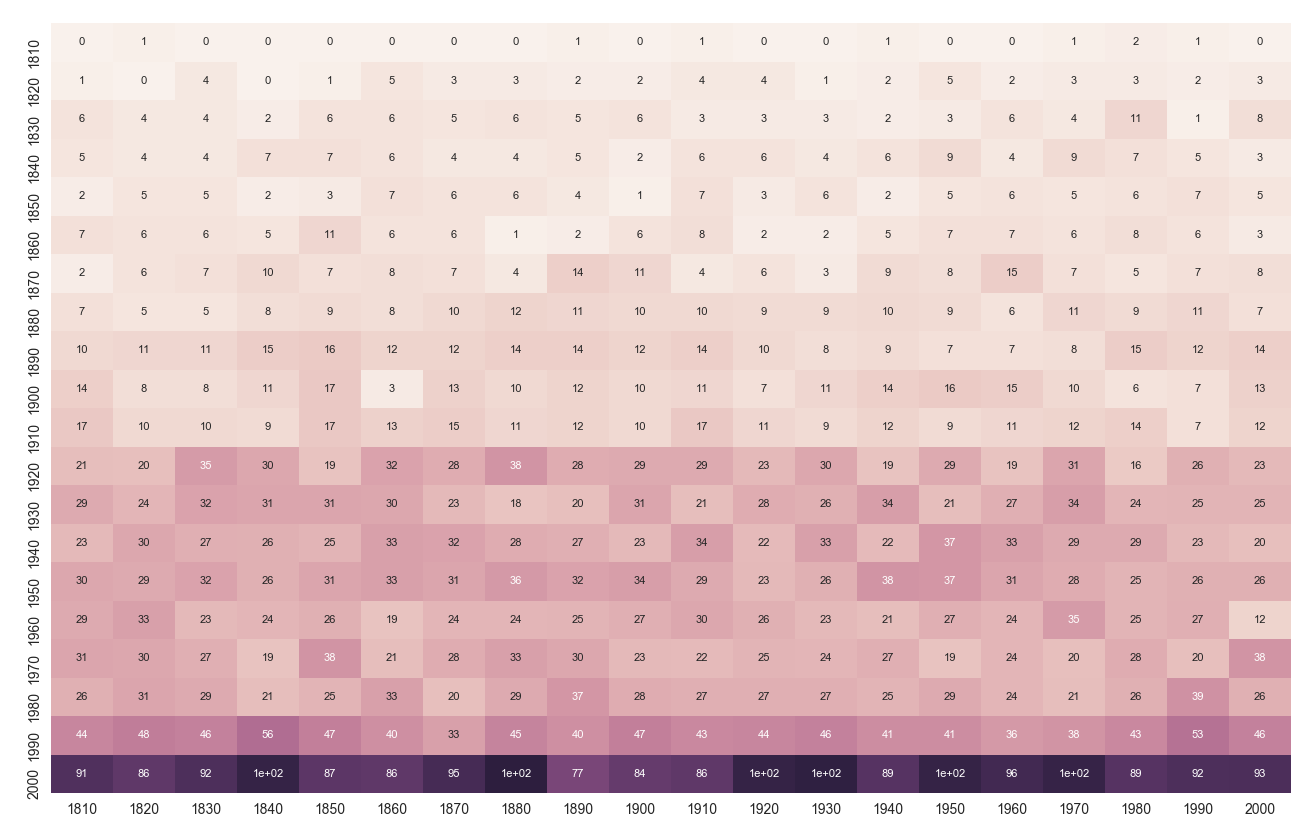 1810 0 1 0 0 0 0 0 0 1 0 1 0 0 1 0 0 1 2 1 0
1820 1 0 4 0 1 5 3 3 2 2 4 4 1 2 5 2 3 3 2 3
1830 6 4 4 2 6 6 5 6 5 6 3 3 3 2 3 6 4 11 1 8
1840 5 4 4 7 7 6 4 4 5 2 6 6 4 6 9 4 9 7 5 3
1850 2 5 5 2 3 7 6 6 4 1 7 3 6 2 5 6 5 6 7 5
1860 7 6 6 5 11 6 6 1 2 6 8 2 2 5 7 7 6 8 6 3
1870 2 6 7 10 7 8 7 4 14 11 4 6 3 9 8 15 7 5 7 8
1880 7 5 5 8 9 8 10 12 11 10 10 9 9 10 9 6 11 9 11 7
1890 10 11 11 15 16 12 12 14 14 12 14 10 8 9 7 7 8 15 12 14
1900 14 8 8 11 17 3 13 10 12 10 11 7 11 14 16 15 10 6 7 13
1910 17 10 10 9 17 13 15 11 12 10 17 11 9 12 9 11 12 14 7 12
1920 21 20 35 30 19 32 28 38 28 29 29 23 30 19 29 19 31 16 26 23
1930 29 24 32 31 31 30 23 18 20 31 21 28 26 34 21 27 34 24 25 25
1940 23 30 27 26 25 33 32 28 27 23 34 22 33 22 37 33 29 29 23 20
1950 30 29 32 26 31 33 31 36 32 34 29 23 26 38 37 31 28 25 26 26
1960 29 33 23 24 26 19 24 24 25 27 30 26 23 21 27 24 35 25 27 12
1970 31 30 27 19 38 21 28 33 30 23 22 25 24 27 19 24 20 28 20 38
1980 26 31 29 21 25 33 20 29 37 28 27 27 27 25 29 24 21 26 39 26
1990 44 48 46 56 47 40 33 45 40 47 43 44 46 41 41 36 38 43 53 46
2000 91 86 92 1e+02 87 86 95 1e+02 77 84 86 1e+02 1e+02 89 1e+02 96 1e+02 89 92 93
1810 1820 1830 1840 1850 1860 1870 1880 1890 1900 1910 1920 1930 1940 1950 1960 1970 1980 1990 2000